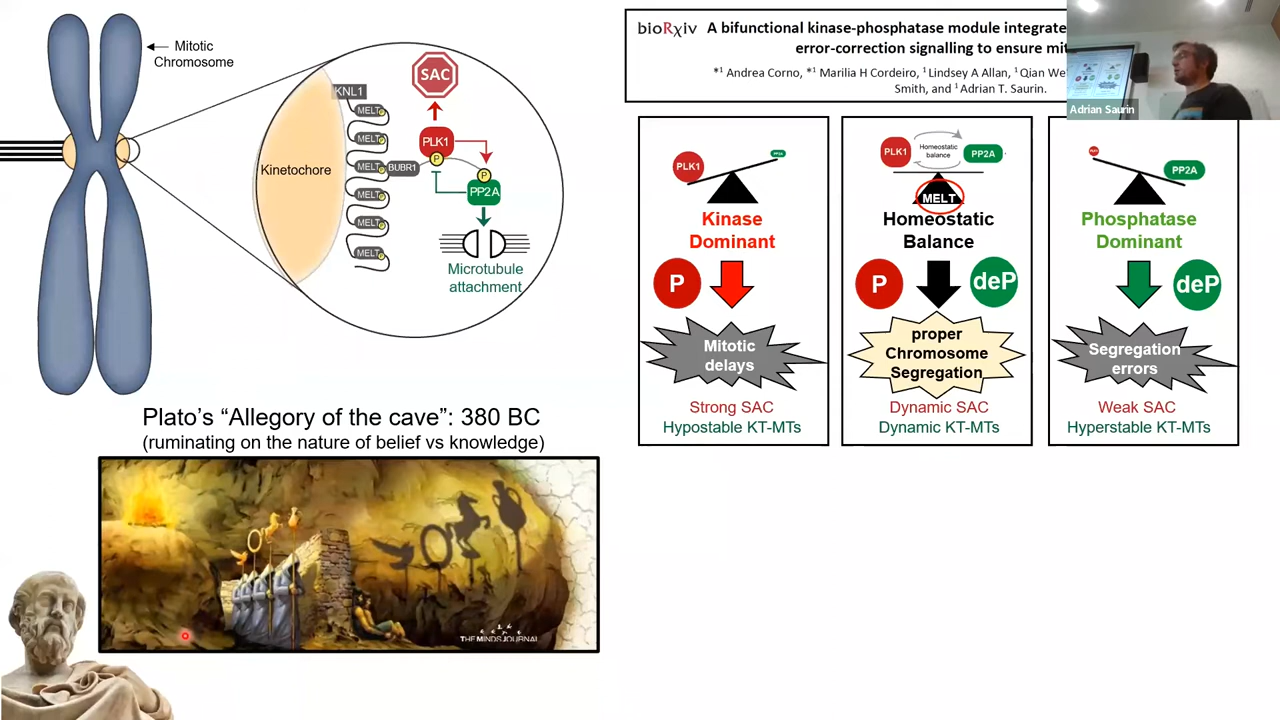 Mitotic
Chromosome
KNL1
MELT P
MELT P
MELT P
MELT P
MELT P
MELT P
Kinetochore
BUBR1
SAC
PLK1
P
P
PP2A
Microtubule
attachment
Plato's “Allegory of the cave”: 380 BC
(ruminating on the nature of belief vs knowledge)
THE MINDS JOURNAL
bioRχiv A bifunctional kinase-phosphatase module integrate
error-correction signalling to ensure mit
*1 Andrea Corno, *1 Marilia H Cordeiro, 1 Lindsey A Allan, 1 Qian We
Smith, and 1 Adrian T. Saurin.
Adrian Saurin
PLK1
PP2A
Kinase
Dominant
P
Mitotic
delays
Strong SAC
Hypostable KT-MTs
PLK1
Homeostatic
balance
PP2A
MELT
Homeostatic
Balance
P
deP
proper
Chromosome
Segregation
Dynamic SAC
Dynamic KT-MTs
PLK1
PP2A
Phosphatase
Dominant
deP
Segregation
errors
Weak SAC
Hyperstable KT-MTs